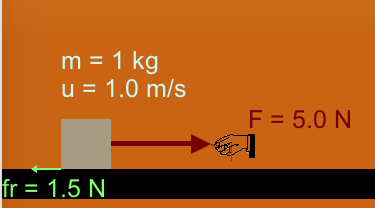 m = 1 kg
u = 1.0 m/s
F = 5.0 N
fr = 1.5 N